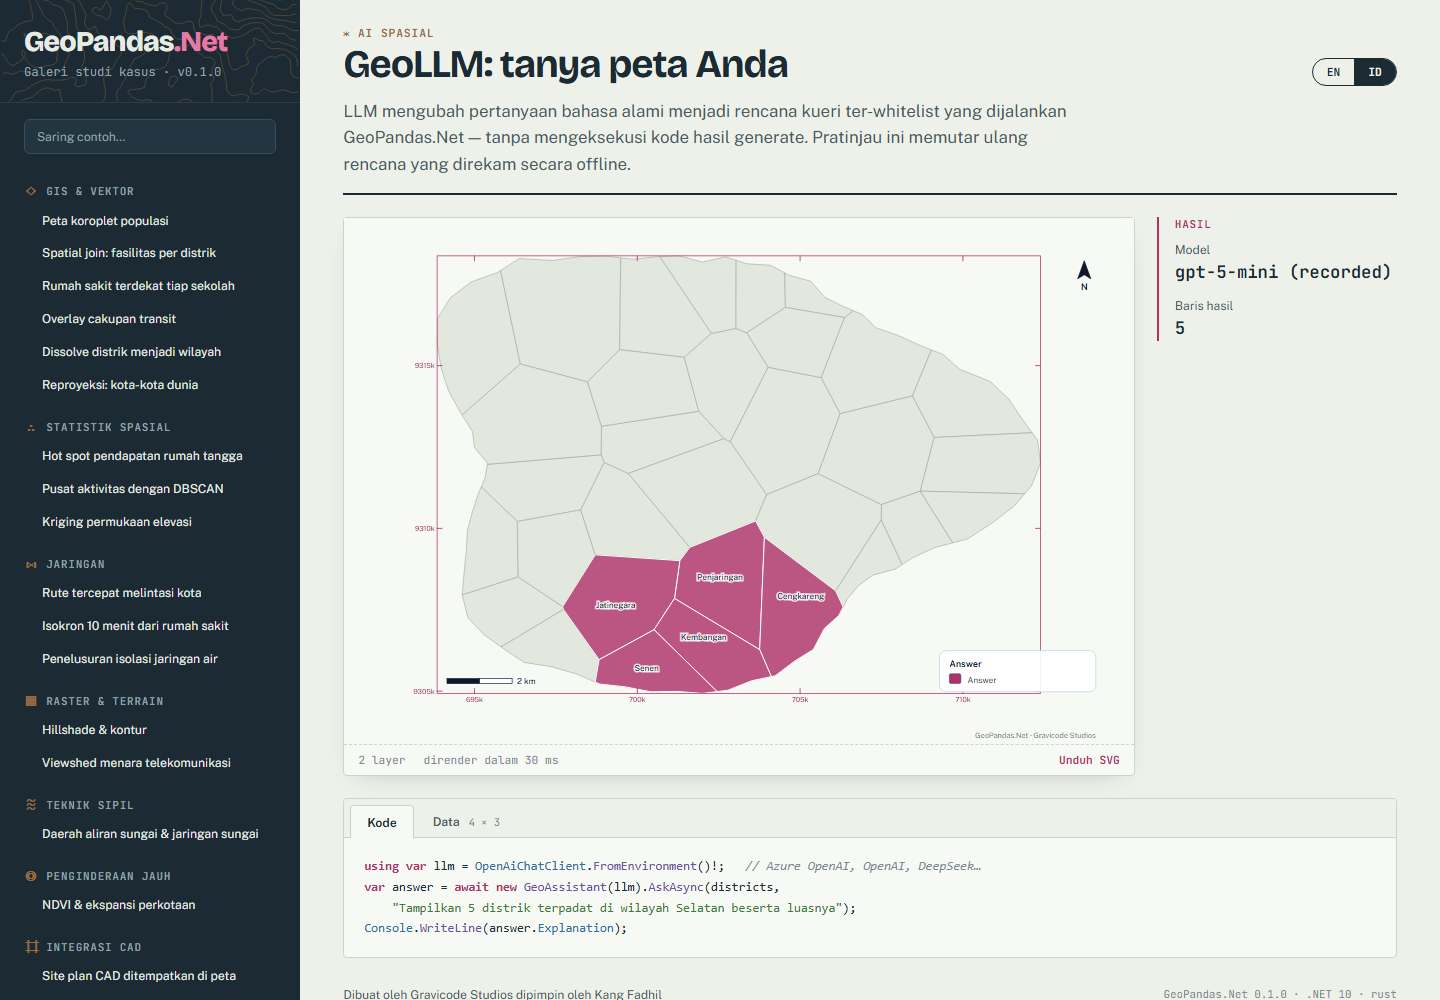 GeoPandas.Net
Galeri studi kasus · v0.1.0
Saring contoh...
GIS & VEKTOR
Peta koroplet populasi
Spatial join: fasilitas per distrik
Rumah sakit terdekat tiap sekolah
Overlay cakupan transit
Dissolve distrik menjadi wilayah
Reproyeksi: kota-kota dunia
STATISTIK SPASIAL
Hot spot pendapatan rumah tangga
Pusat aktivitas dengan DBSCAN
Kriging permukaan elevasi
JARINGAN
Rute tercepat melintasi kota
Isokron 10 menit dari rumah sakit
Penelusuran isolasi jaringan air
RASTER & TERRAIN
Hillshade & kontur
Viewshed menara telekomunikasi
TEKNIK SIPIL
Daerah aliran sungai & jaringan sungai
PENGINDERAAN JAUH
NDVI & ekspansi perkotaan
INTEGRASI CAD
Site plan CAD ditempatkan di peta
AI SPASIAL
GeoLLM: tanya peta Anda
EN ID
LLM mengubah pertanyaan bahasa alami menjadi rencana kueri ter-whitelist yang dijalankan
GeoPandas.Net — tanpa mengeksekusi kode hasil generate. Pratinjau ini memutar ulang
rencana yang direkam secara offline.
N
9315k
9310k
9305k
695k
700k
705k
710k
Penjaringan
Cengkareng
Jatinegara
Kembangan
Senen
2 km
Answer
Answer
GeoPandas.Net · Gravicode Studios
2 layer dirender dalam 30 ms
Unduh SVG
HASIL
Model
gpt-5-mini (recorded)
Baris hasil
5
Kode
Data 4 × 3
using var llm = OpenAiChatClient.FromEnvironment()!; // Azure OpenAI, OpenAI, DeepSeek…
var answer = await new GeoAssistant(llm).AskAsync(districts,
"Tampilkan 5 distrik terpadat di wilayah Selatan beserta luasnya");
Console.WriteLine(answer.Explanation);
Dibuat oleh Gravicode Studios dipimpin oleh Kang Fadhil
GeoPandas.Net 0.1.0 · .NET 10 · rust